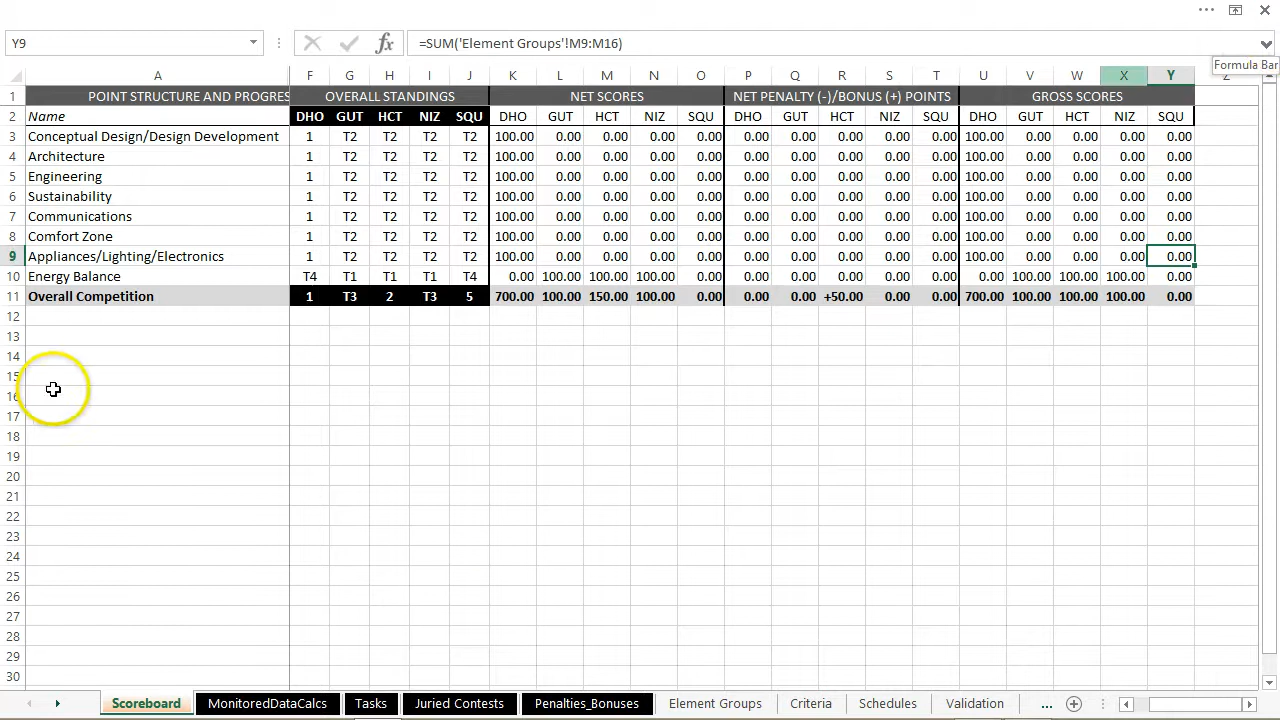 Y9 fx =SUM('Element Groups'!M9:M16)
Formula Bar
A F G H I J K L M N O P Q R S T U V W X Y Z
1 POINT STRUCTURE AND PROGRES OVERALL STANDINGS NET SCORES NET PENALTY (-)/BONUS (+) POINTS GROSS SCORES
2 Name DHO GUT HCT NIZ SQU DHO GUT HCT NIZ SQU DHO GUT HCT NIZ SQU DHO GUT HCT NIZ SQU
3 Conceptual Design/Design Development 1 T2 T2 T2 T2 100.00 0.00 0.00 0.00 0.00 0.00 0.00 0.00 0.00 0.00 100.00 0.00 0.00 0.00 0.00
4 Architecture 1 T2 T2 T2 T2 100.00 0.00 0.00 0.00 0.00 0.00 0.00 0.00 0.00 0.00 100.00 0.00 0.00 0.00 0.00
5 Engineering 1 T2 T2 T2 T2 100.00 0.00 0.00 0.00 0.00 0.00 0.00 0.00 0.00 0.00 100.00 0.00 0.00 0.00 0.00
6 Sustainability 1 T2 T2 T2 T2 100.00 0.00 0.00 0.00 0.00 0.00 0.00 0.00 0.00 0.00 100.00 0.00 0.00 0.00 0.00
7 Communications 1 T2 T2 T2 T2 100.00 0.00 0.00 0.00 0.00 0.00 0.00 0.00 0.00 0.00 100.00 0.00 0.00 0.00 0.00
8 Comfort Zone 1 T2 T2 T2 T2 100.00 0.00 0.00 0.00 0.00 0.00 0.00 0.00 0.00 0.00 100.00 0.00 0.00 0.00 0.00
9 Appliances/Lighting/Electronics 1 T2 T2 T2 T2 100.00 0.00 0.00 0.00 0.00 0.00 0.00 0.00 0.00 0.00 100.00 0.00 0.00 0.00 0.00
10 Energy Balance T4 T1 T1 T1 T4 0.00 100.00 100.00 100.00 0.00 0.00 0.00 0.00 0.00 0.00 0.00 100.00 100.00 100.00 0.00
11 Overall Competition 1 T3 2 T3 5 700.00 100.00 150.00 100.00 0.00 0.00 0.00 +50.00 0.00 0.00 700.00 100.00 100.00 100.00 0.00
12
13
14
15
16
17
18
19
20
21
22
23
24
25
26
27
28
29
30
Scoreboard MonitoredDataCalcs Tasks Juried Contests Penalties_Bonuses Element Groups Criteria Schedules Validation ...